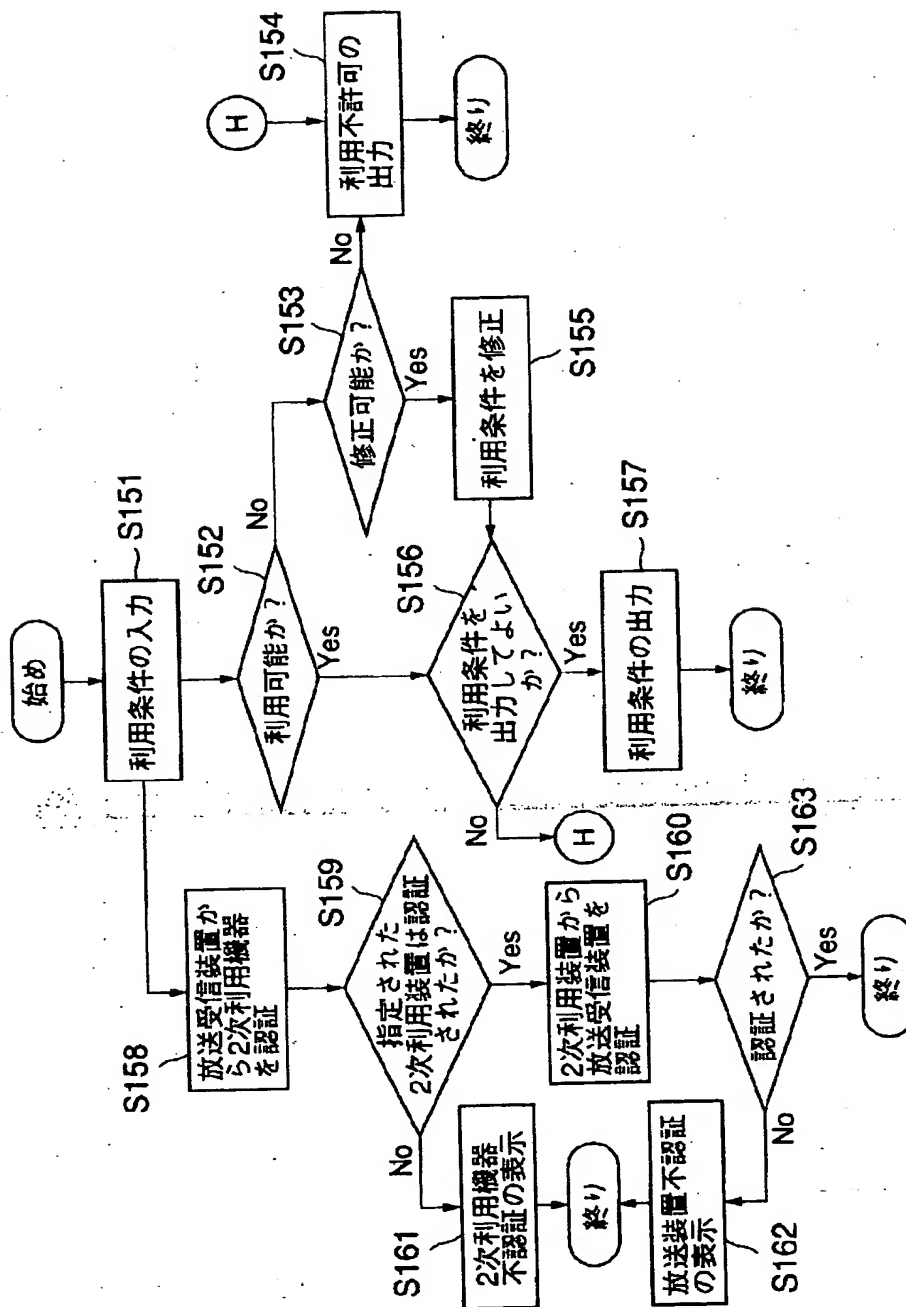 始め
利用条件の入力
S151
利用可能か?
S152
No
Yes
修正可能か?
S153
No
Yes
H
利用不許可の
出力
S154
終り
利用条件を修正
S155
利用条件を
出力してよい
か?
S156
No
H
Yes
利用条件の出力
S157
終り
放送受信装置か
ら2次利用機器
を認証
S158
指定された
2次利用装置は認証
されたか?
S159
No
Yes
2次利用装置から
放送受信装置を
認証
S160
2次利用機器
不認証の表示
S161
終り
認証されたか?
S163
No
Yes
放送装置不認証
の表示
S162
終り